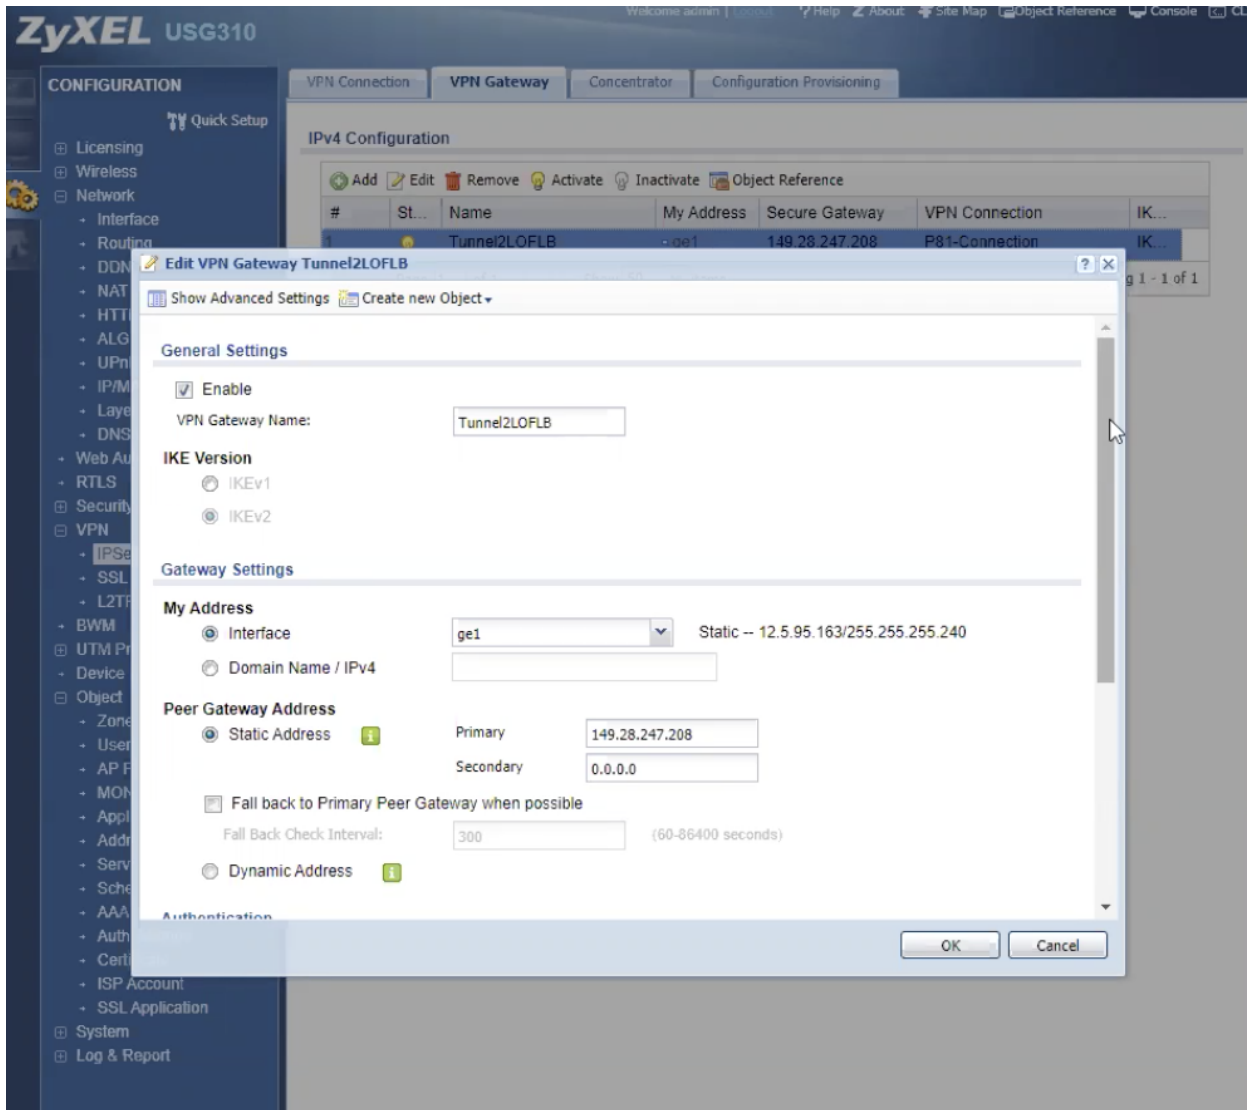 Welcome admin | Logout ? Help Z About Site Map Object Reference Console CL
ZyXEL USG310
CONFIGURATION
VPN Connection VPN Gateway Concentrator Configuration Provisioning
Quick Setup
IPv4 Configuration
Licensing
Wireless
Network
Interface
Routing
DDN
NAT
HTT
ALG
UPn
IP/M
Laye
DNS
Web Au
RTLS
Security
VPN
IPSe
SSL
L2TP
BWM
UTM Pr
Device
Object
Zone
User
AP P
MON
Appl
Addr
Serv
Sche
AAA
Auth
Certi
ISP Account
SSL Application
System
Log & Report
Add Edit Remove Activate Inactivate Object Reference
# St... Name My Address Secure Gateway VPN Connection IK...
1 Tunnel2LOFLB ge1 149.28.247.208 P81-Connection IK...
g 1 - 1 of 1
Edit VPN Gateway Tunnel2LOFLB
Show Advanced Settings Create new Object
General Settings
Enable
VPN Gateway Name: Tunnel2LOFLB
IKE Version
IKEv1
IKEv2
Gateway Settings
My Address
Interface ge1 Static -- 12.5.95.163/255.255.255.240
Domain Name / IPv4
Peer Gateway Address
Static Address Primary 149.28.247.208
Secondary 0.0.0.0
Fall back to Primary Peer Gateway when possible
Fall Back Check Interval: 300 (60-86400 seconds)
Dynamic Address
Authentication
OK Cancel